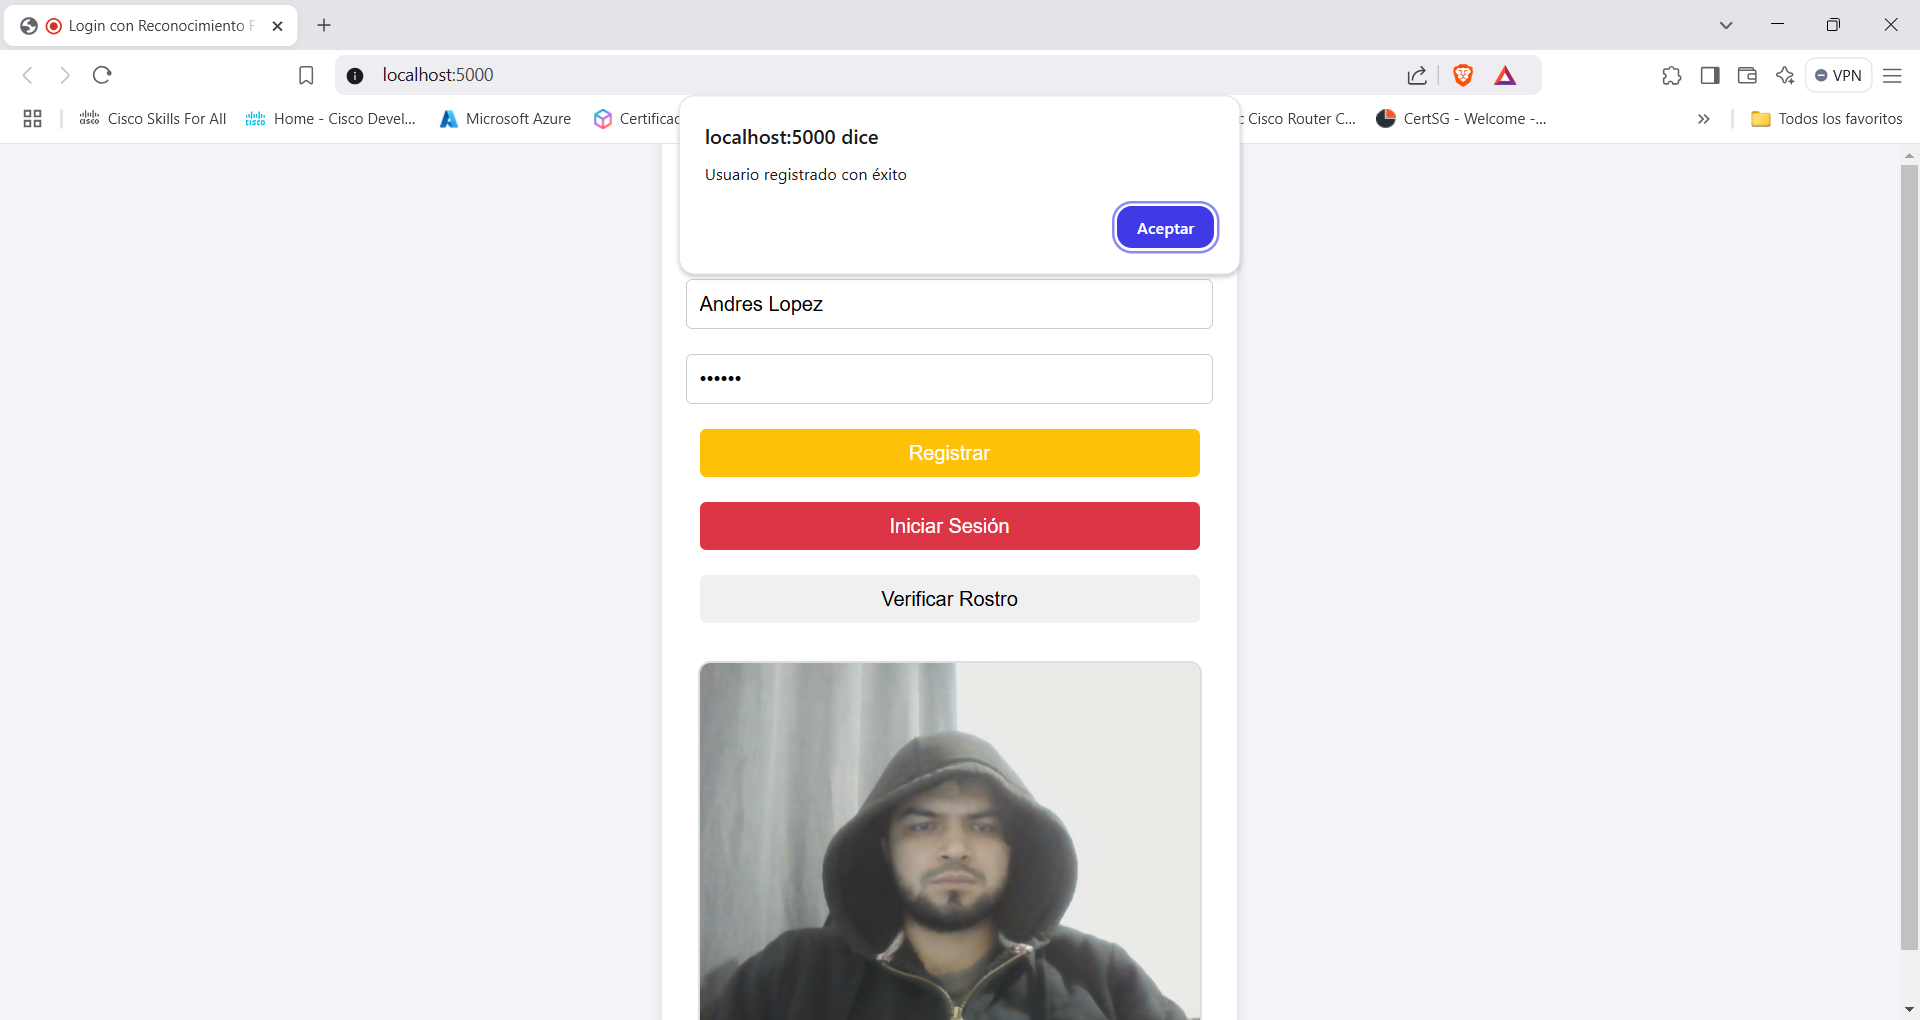 Login con Reconocimiento F
localhost:5000
VPN
Cisco Skills For All
Home - Cisco Devel...
Microsoft Azure
Certificac
c Cisco Router C...
CertSG - Welcome -...
Todos los favoritos
localhost:5000 dice
Usuario registrado con éxito
Aceptar
Andres Lopez
••••••
Registrar
Iniciar Sesión
Verificar Rostro